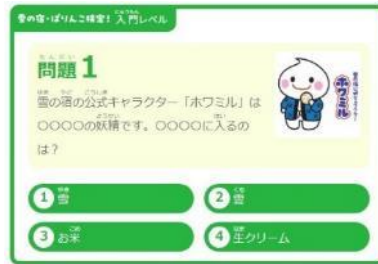 雪の宿・ぱりんこ検定！入門レベル
問題1
雪の宿の公式キャラクター「ホワミル」は
○○○○の妖精です。○○○○に入るの
は？
ホワミル
1 雪
2 雲
3 お米
4 生クリーム